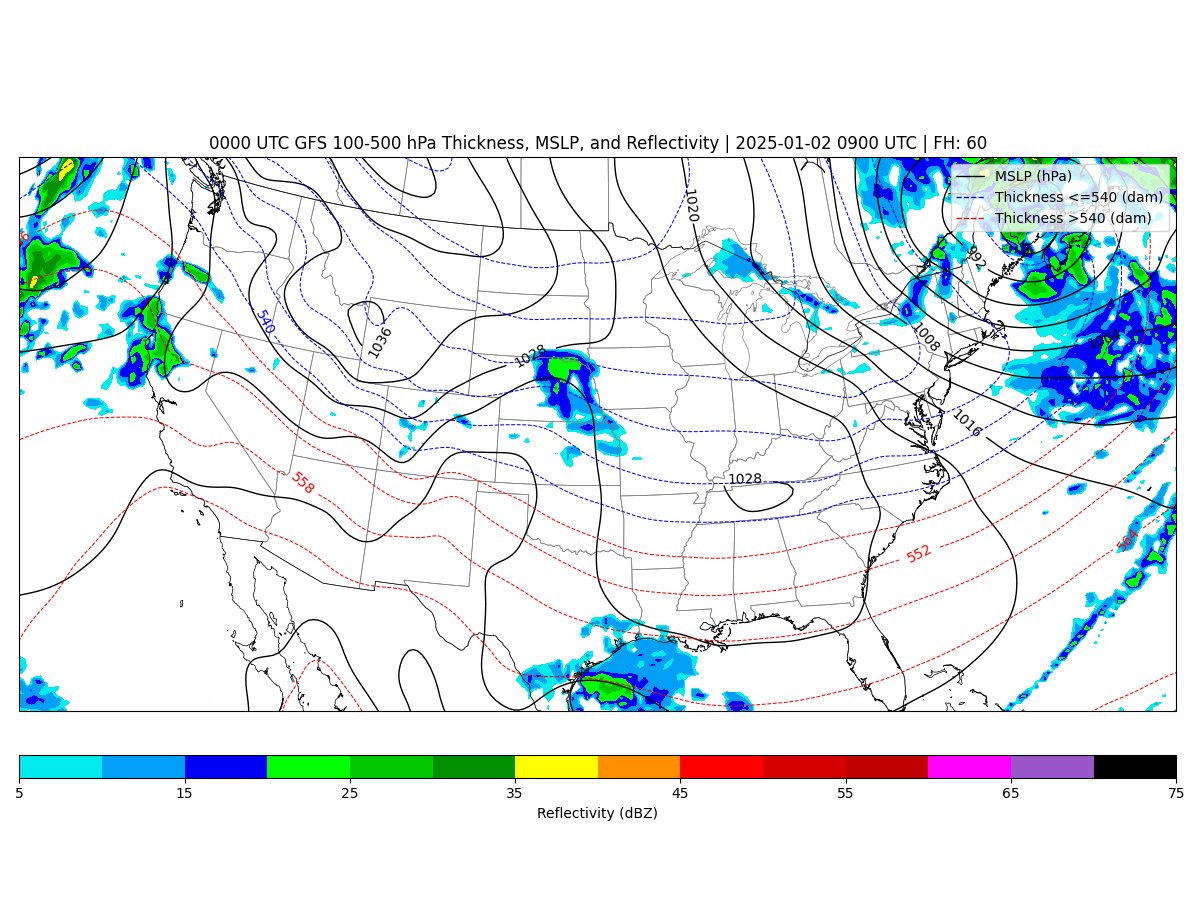 0000 UTC GFS 100-500 hPa Thickness, MSLP, and Reflectivity | 2025-01-02 0900 UTC | FH: 60
MSLP (hPa)
Thickness <=540 (dam)
Thickness >540 (dam)
1020
992
540
1036
1028
1008
1004
1016
558
1028
552
564
5 15 25 35 45 55 65 75
Reflectivity (dBZ)